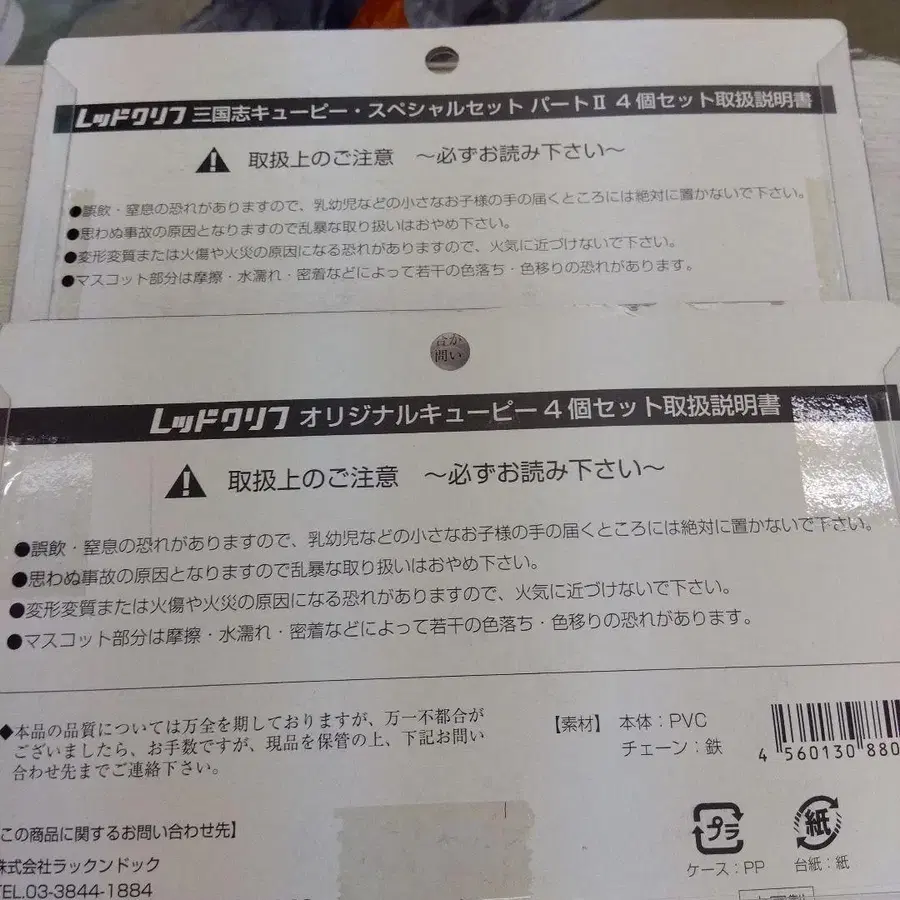 レッドクリフ 三国志キューピー・スペシャルセット パートⅡ 4個セット取扱説明書
取扱上のご注意 ～必ずお読み下さい～
●誤飲・窒息の恐れがありますので、乳幼児などの小さなお子様の手の届くところには絶対に置かないで下さい。
●思わぬ事故の原因となりますので乱暴な取り扱いはおやめ下さい。
●変形変質または火傷や火災の原因になる恐れがありますので、火気に近づけないで下さい。
●マスコット部分は摩擦・水濡れ・密着などによって若干の色落ち・色移りの恐れがあります。
合か
問い
レッドクリフ オリジナルキューピー4個セット取扱説明書
取扱上のご注意 ～必ずお読み下さい～
●誤飲・窒息の恐れがありますので、乳幼児などの小さなお子様の手の届くところには絶対に置かないで下さい。
●思わぬ事故の原因となりますので乱暴な取り扱いはおやめ下さい。
●変形変質または火傷や火災の原因になる恐れがありますので、火気に近づけないで下さい。
●マスコット部分は摩擦・水濡れ・密着などによって若干の色落ち・色移りの恐れがあります。
◆本品の品質については万全を期しておりますが、万一不都合が
ございましたら、お手数ですが、現品を保管の上、下記お問い
合わせ先までご連絡下さい。
【素材】 本体：PVC
チェーン：鉄
4 560130 880
この商品に関するお問い合わせ先】
株式会社ラックンドック
TEL.03-3844-1884
プラ
ケース：PP
紙
台紙：紙